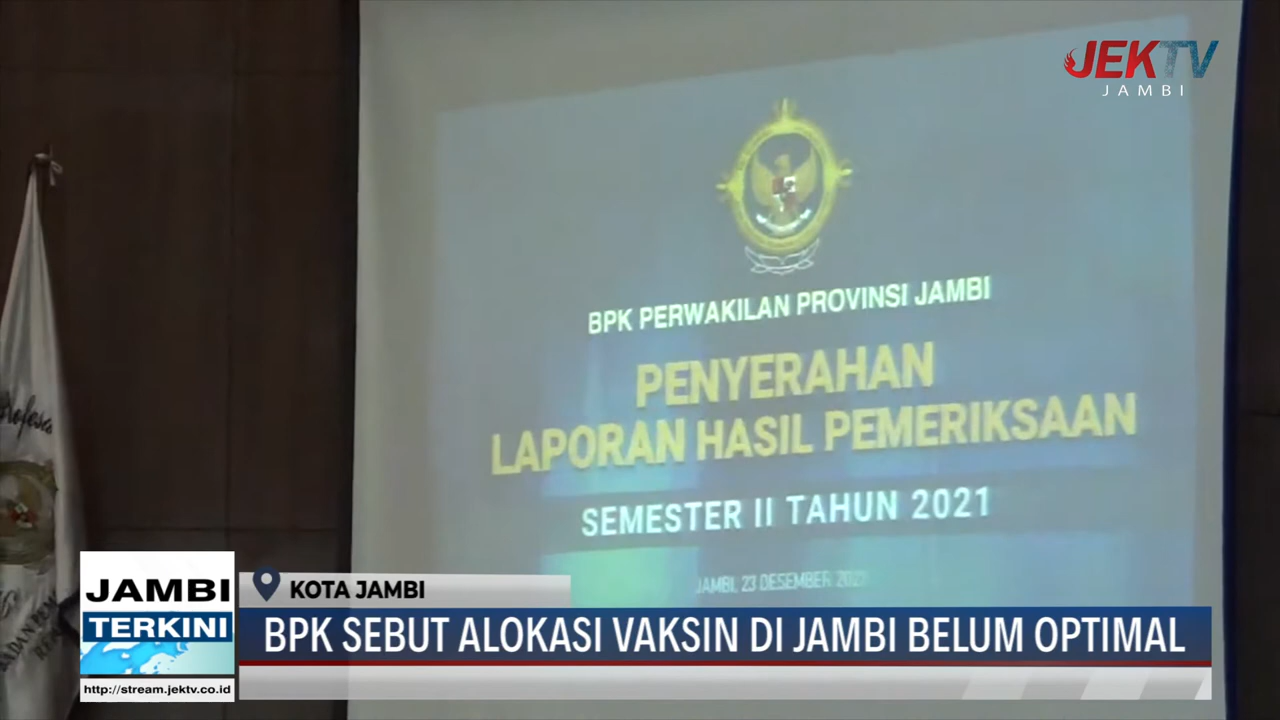 JEKTV
JAMBI
BPK PERWAKILAN PROVINSI JAMBI
PENYERAHAN
LAPORAN HASIL PEMERIKSAAN
SEMESTER II TAHUN 2021
JAMBI, 23 DESEMBER 2021
JAMBI
TERKINI
http://stream.jektv.co.id
KOTA JAMBI
BPK SEBUT ALOKASI VAKSIN DI JAMBI BELUM OPTIMAL